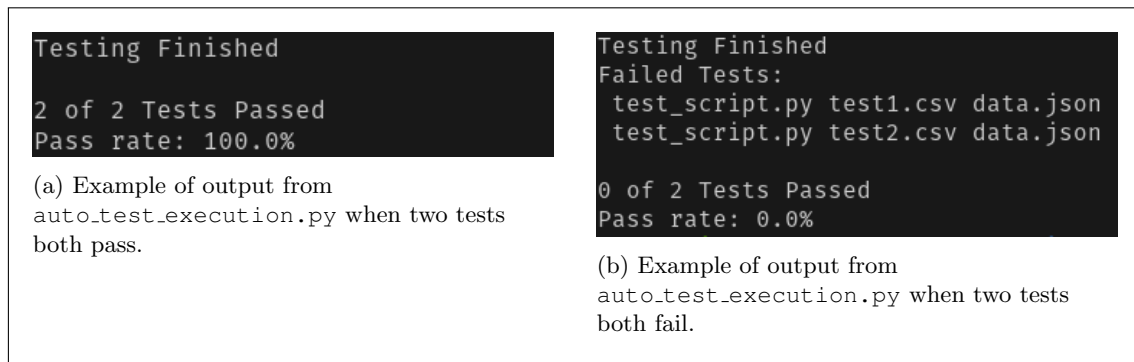 Testing Finished
2 of 2 Tests Passed
Pass rate: 100.0%
(a) Example of output from
auto_test_execution.py when two tests
both pass.
Testing Finished
Failed Tests:
test_script.py test1.csv data.json
test_script.py test2.csv data.json
0 of 2 Tests Passed
Pass rate: 0.0%
(b) Example of output from
auto_test_execution.py when two tests
both fail.